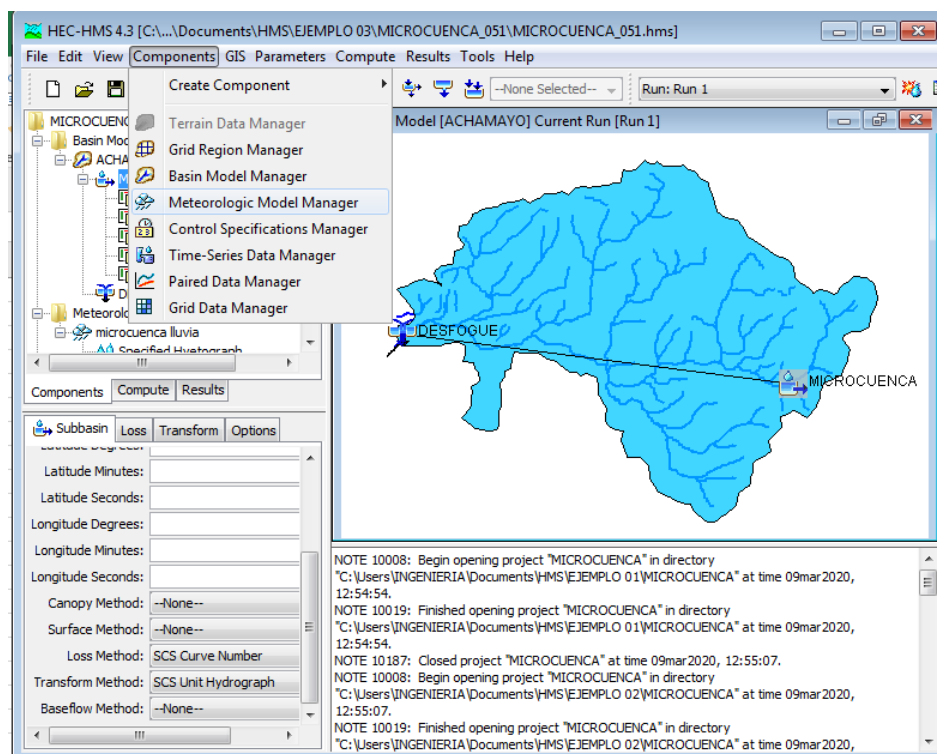 HEC-HMS 4.3 [C:\...\Documents\HMS\EJEMPLO 03\MICROCUENCA_051\MICROCUENCA_051.hms]
File Edit View Components GIS Parameters Compute Results Tools Help
--None Selected-- Run: Run 1
Create Component
Terrain Data Manager
Grid Region Manager
Basin Model Manager
Meteorologic Model Manager
Control Specifications Manager
Time-Series Data Manager
Paired Data Manager
Grid Data Manager
MICROCUENC
Basin Mod
ACHA
M
D
Meteorolo
microcuenca lluvia
Specified Hyetograph
Components Compute Results
Model [ACHAMAYO] Current Run [Run 1]
DESFOGUE
MICROCUENCA
Subbasin Loss Transform Options
Latitude Degrees:
Latitude Minutes:
Latitude Seconds:
Longitude Degrees:
Longitude Minutes:
Longitude Seconds:
Canopy Method: --None--
Surface Method: --None--
Loss Method: SCS Curve Number
Transform Method: SCS Unit Hydrograph
Baseflow Method: --None--
NOTE 10008: Begin opening project "MICROCUENCA" in directory
"C:\Users\INGENIERIA\Documents\HMS\EJEMPLO 01\MICROCUENCA" at time 09mar2020,
12:54:54.
NOTE 10019: Finished opening project "MICROCUENCA" in directory
"C:\Users\INGENIERIA\Documents\HMS\EJEMPLO 01\MICROCUENCA" at time 09mar2020,
12:54:54.
NOTE 10187: Closed project "MICROCUENCA" at time 09mar2020, 12:55:07.
NOTE 10008: Begin opening project "MICROCUENCA" in directory
"C:\Users\INGENIERIA\Documents\HMS\EJEMPLO 02\MICROCUENCA" at time 09mar2020,
12:55:07.
NOTE 10019: Finished opening project "MICROCUENCA" in directory
"C:\Users\INGENIERIA\Documents\HMS\EJEMPLO 02\MICROCUENCA" at time 09mar2020,